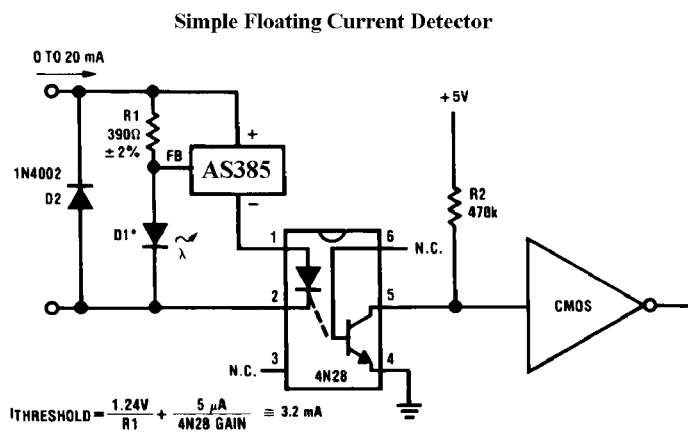 Simple Floating Current Detector
0 TO 20 mA
R1
390Ω
± 2%
FB
+
AS385
−
1N4002
D2
D1*
λ
+5V
R2
470k
1
6
N.C.
2
5
CMOS
3
N.C.
4
4N28
ITHRESHOLD = 1.24V / R1 + 5 μA / 4N28 GAIN ≅ 3.2 mA